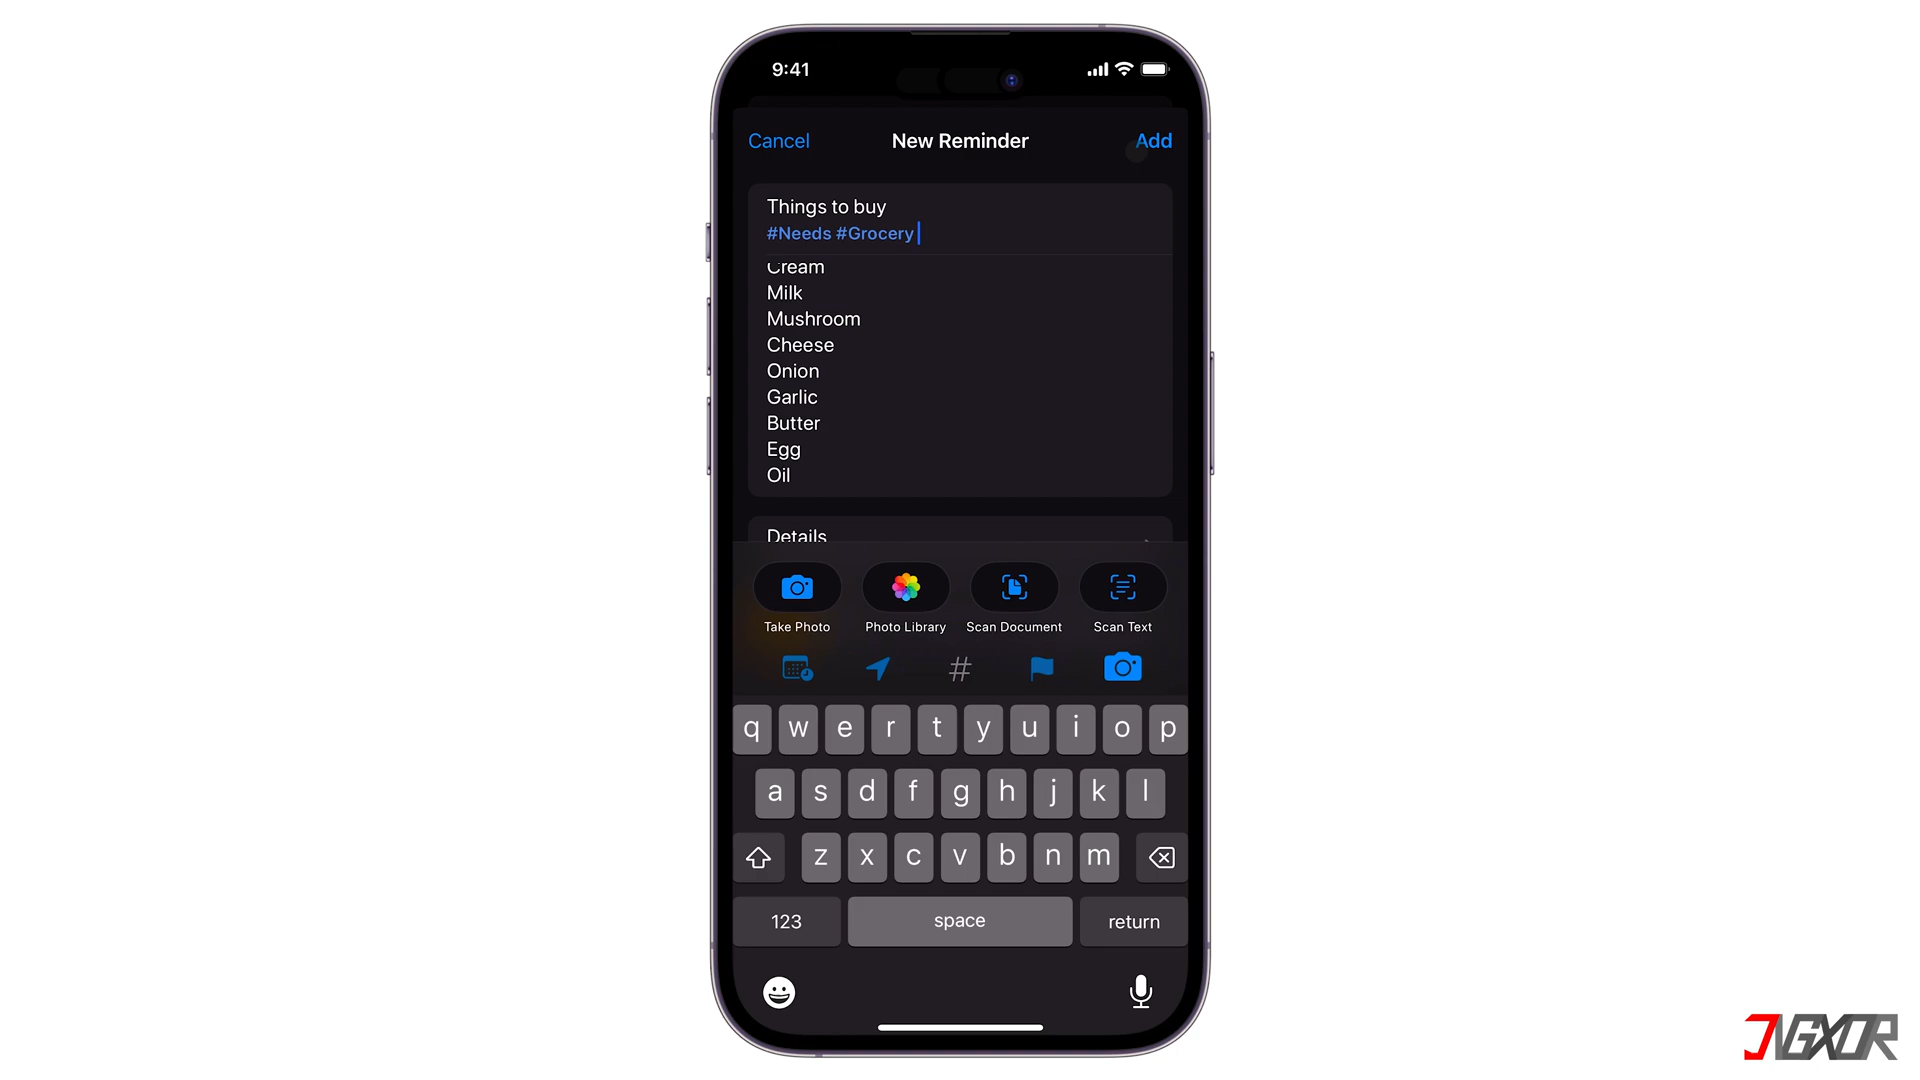 9:41
Cancel New Reminder Add
Things to buy
#Needs #Grocery
Cream
Milk
Mushroom
Cheese
Onion
Garlic
Butter
Egg
Oil
Details
Take Photo Photo Library Scan Document Scan Text
#
q w e r t y u i o p
a s d f g h j k l
z x c v b n m
123 space return